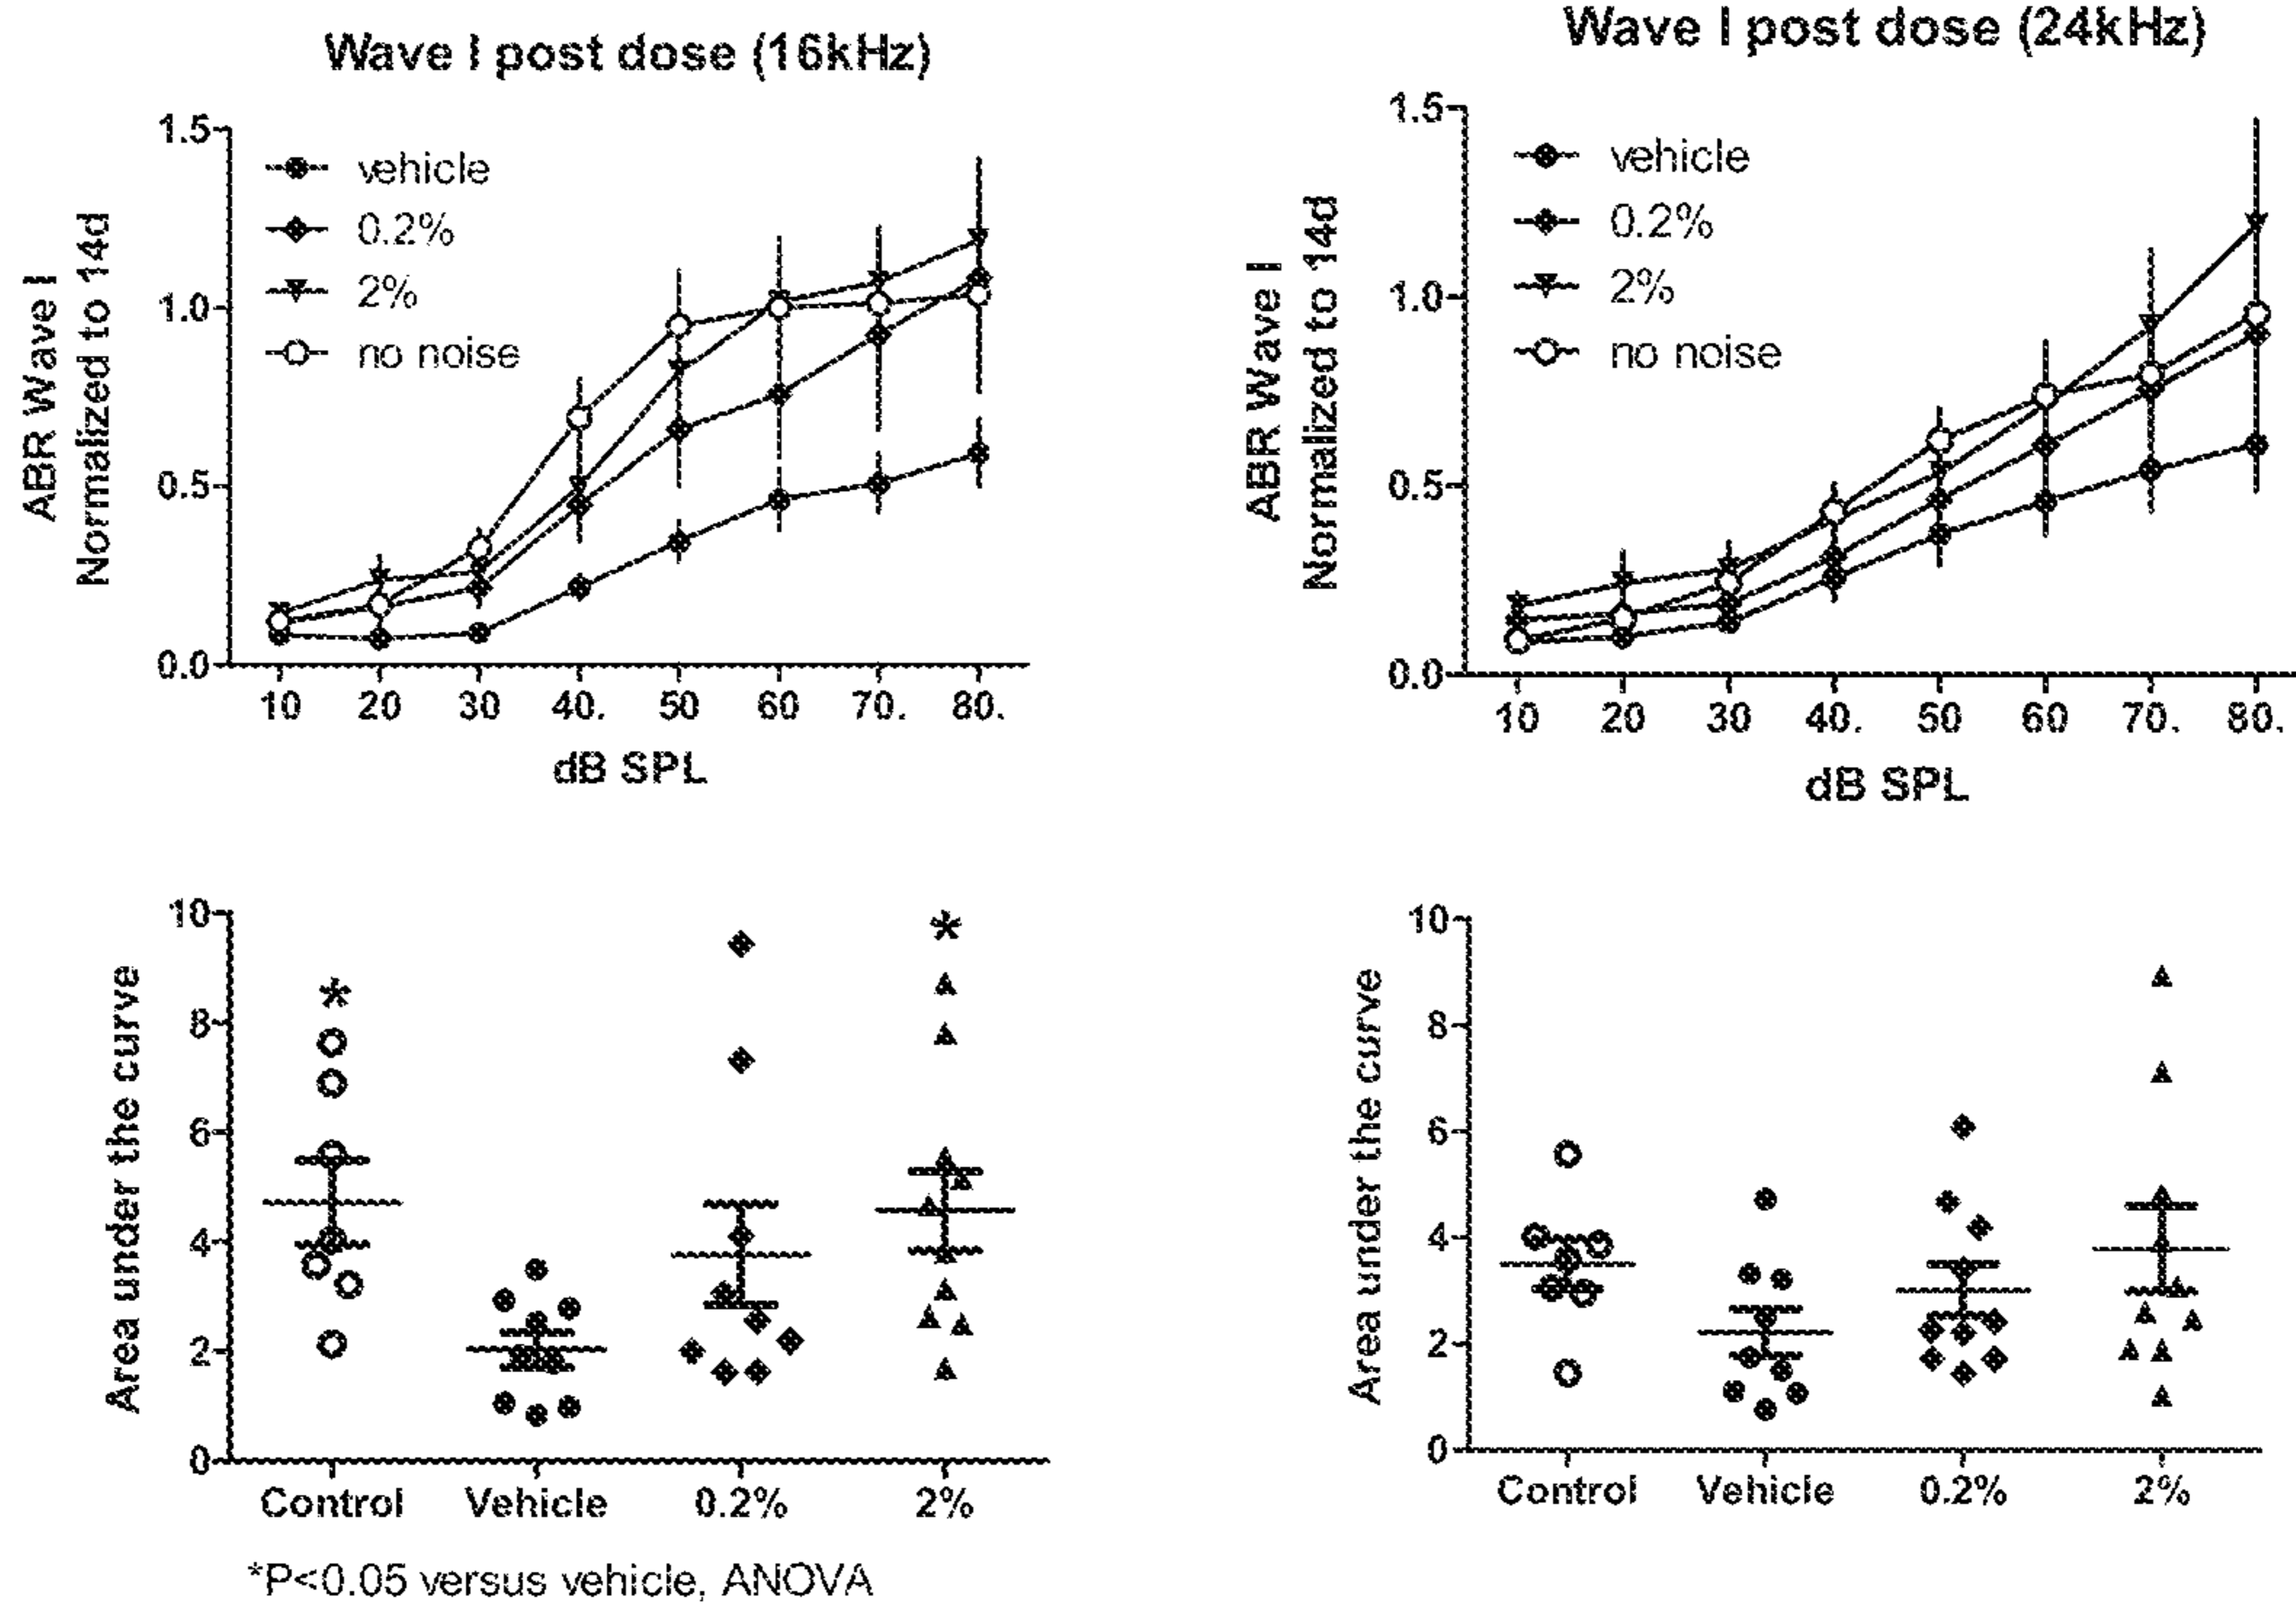 Wave I post dose (16kHz)
ABR Wave I
Normalized to 14d
1.5
1.0
0.5
0.0
vehicle
0.2%
2%
no noise
10 20 30 40. 50 60 70. 80.
dB SPL
Wave I post dose (24kHz)
ABR Wave I
Normalized to 14d
1.5
1.0
0.5
0.0
vehicle
0.2%
2%
no noise
10 20 30 40. 50 60 70. 80.
dB SPL
Area under the curve
10
8
6
4
2
0
*
*
Control Vehicle 0.2% 2%
*P<0.05 versus vehicle, ANOVA
Area under the curve
10
8
6
4
2
0
Control Vehicle 0.2% 2%